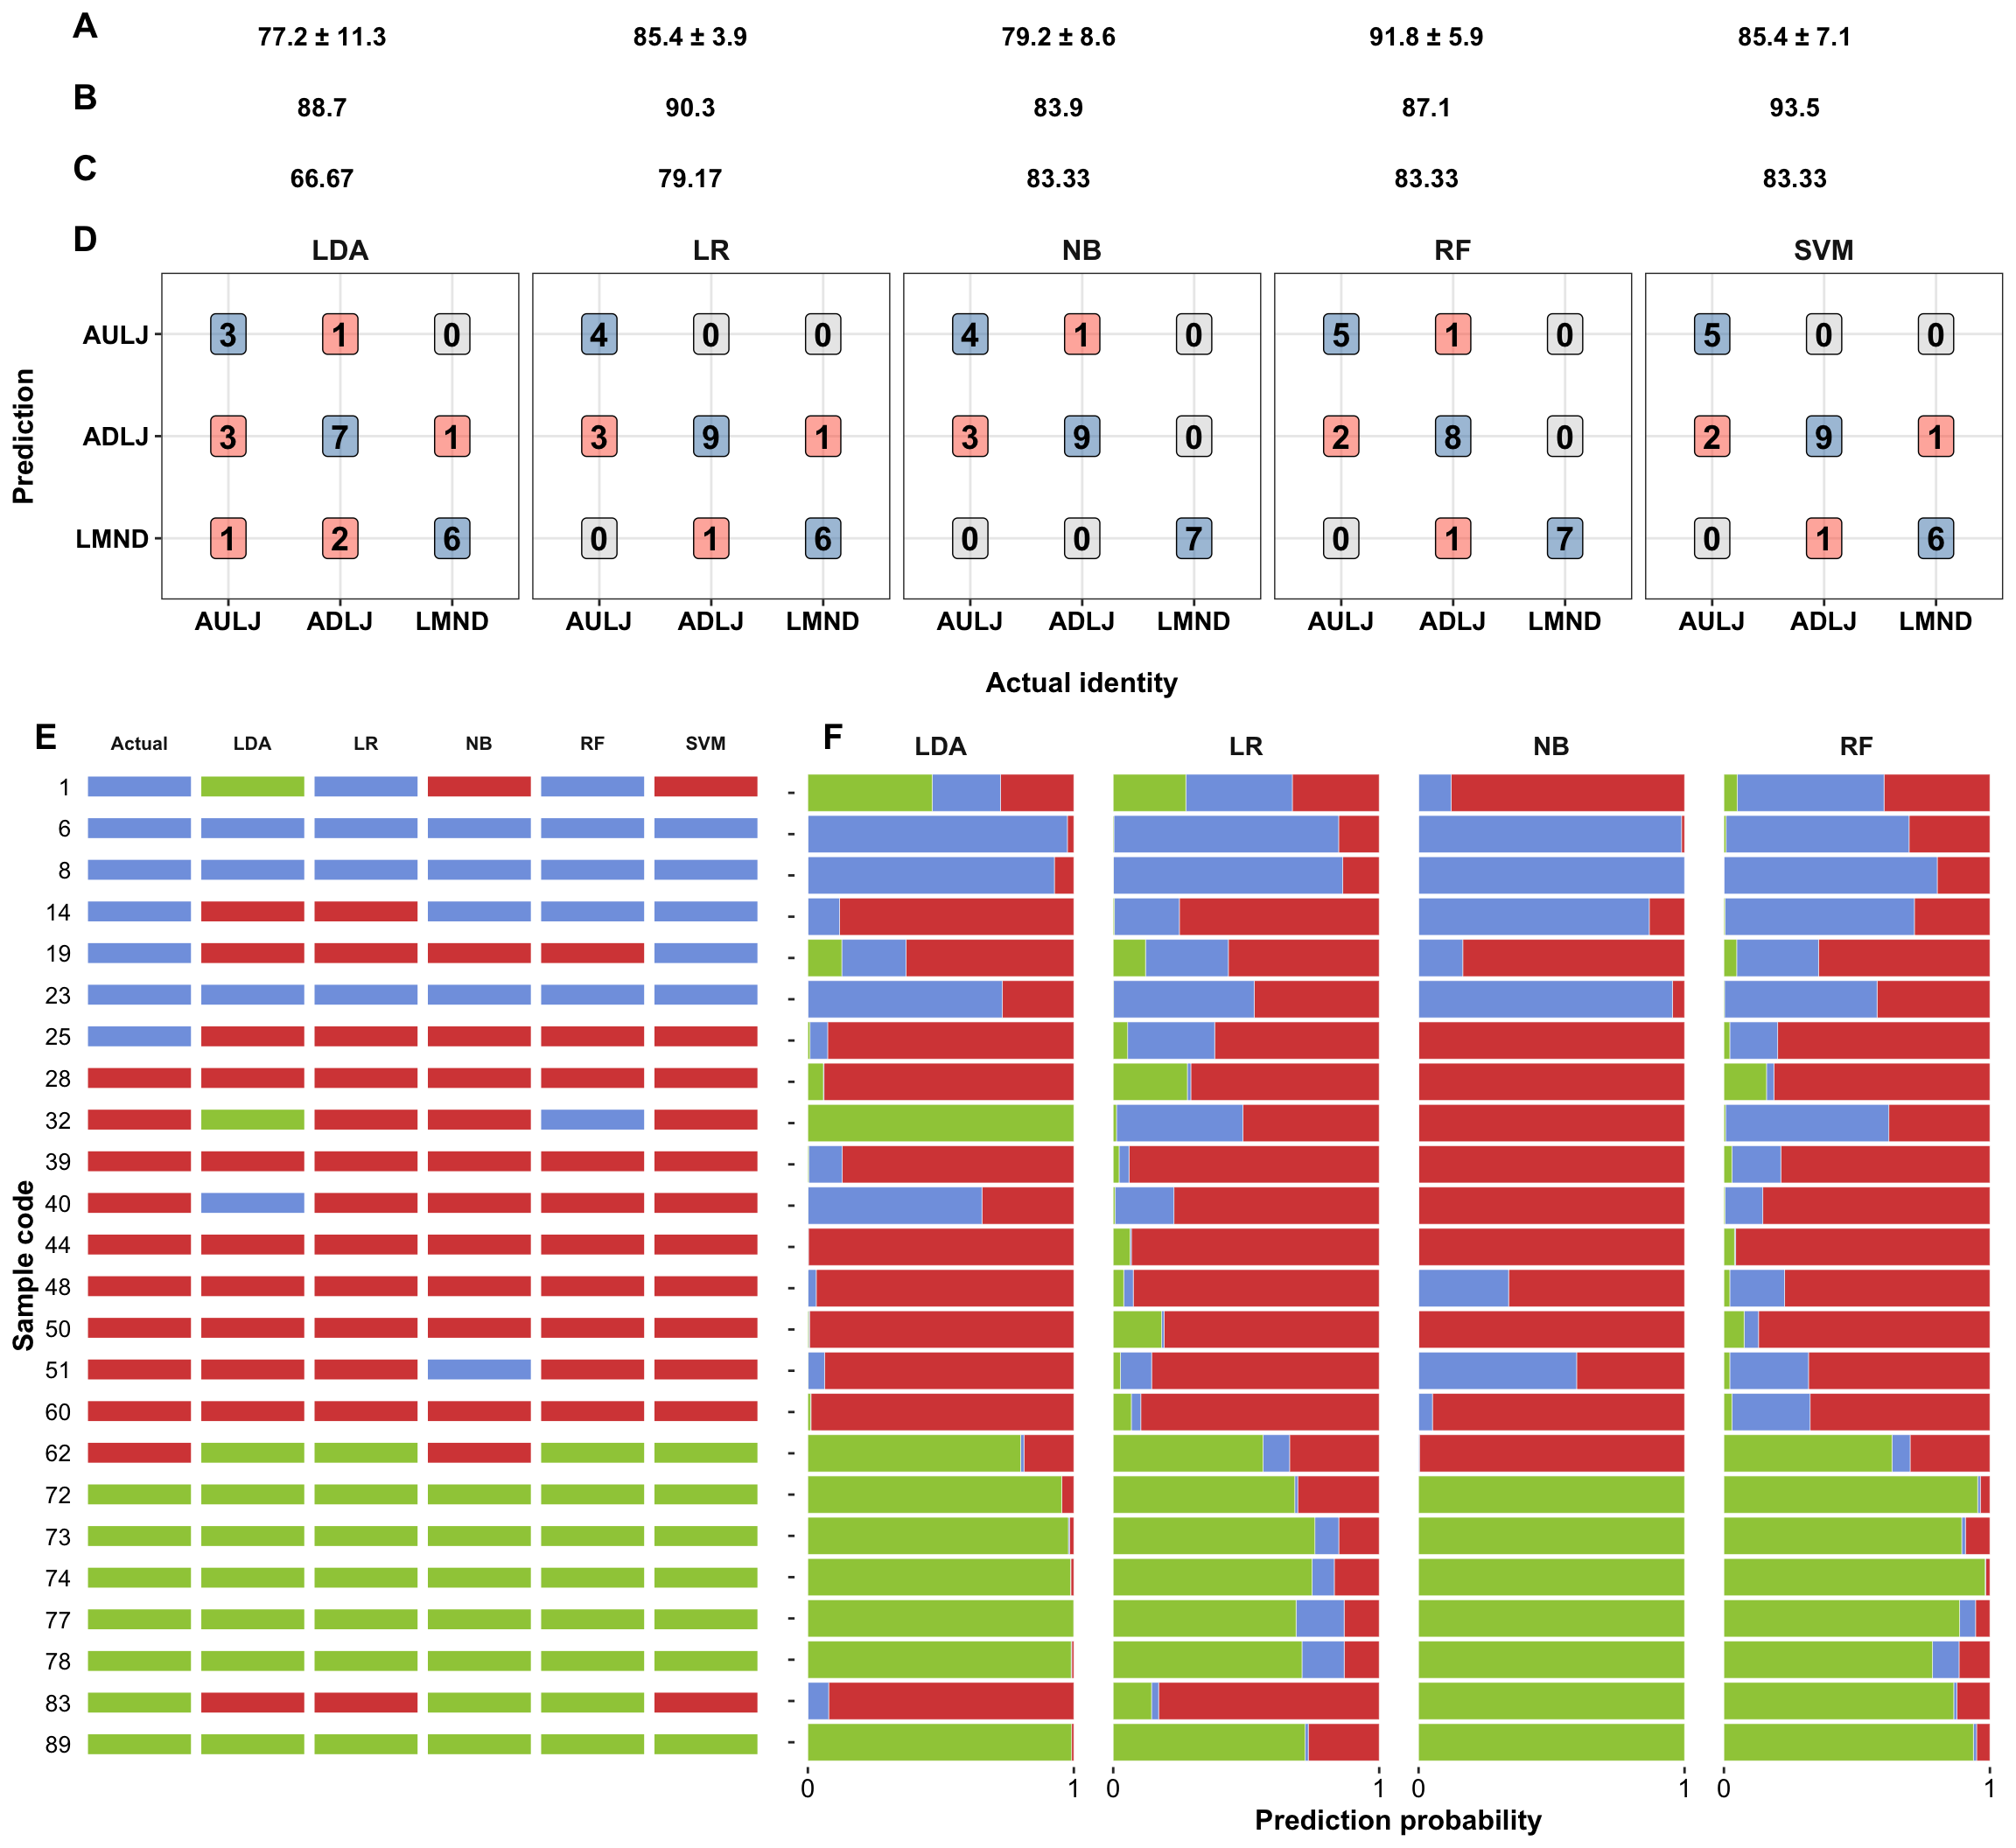 A 77.2 ± 11.3 85.4 ± 3.9 79.2 ± 8.6 91.8 ± 5.9 85.4 ± 7.1
B 88.7 90.3 83.9 87.1 93.5
C 66.67 79.17 83.33 83.33 83.33
D LDA LR NB RF SVM
Prediction
AULJ 3 1 0 4 0 0 4 1 0 5 1 0 5 0 0
ADLJ 3 7 1 3 9 1 3 9 0 2 8 0 2 9 1
LMND 1 2 6 0 1 6 0 0 7 0 1 7 0 1 6
AULJ ADLJ LMND AULJ ADLJ LMND AULJ ADLJ LMND AULJ ADLJ LMND AULJ ADLJ LMND
Actual identity
E Actual LDA LR NB RF SVM
Sample code
1
6
8
14
19
23
25
28
32
39
40
44
48
50
51
60
62
72
73
74
77
78
83
89
F LDA LR NB RF
0 1 0 1 0 1 0 1
Prediction probability